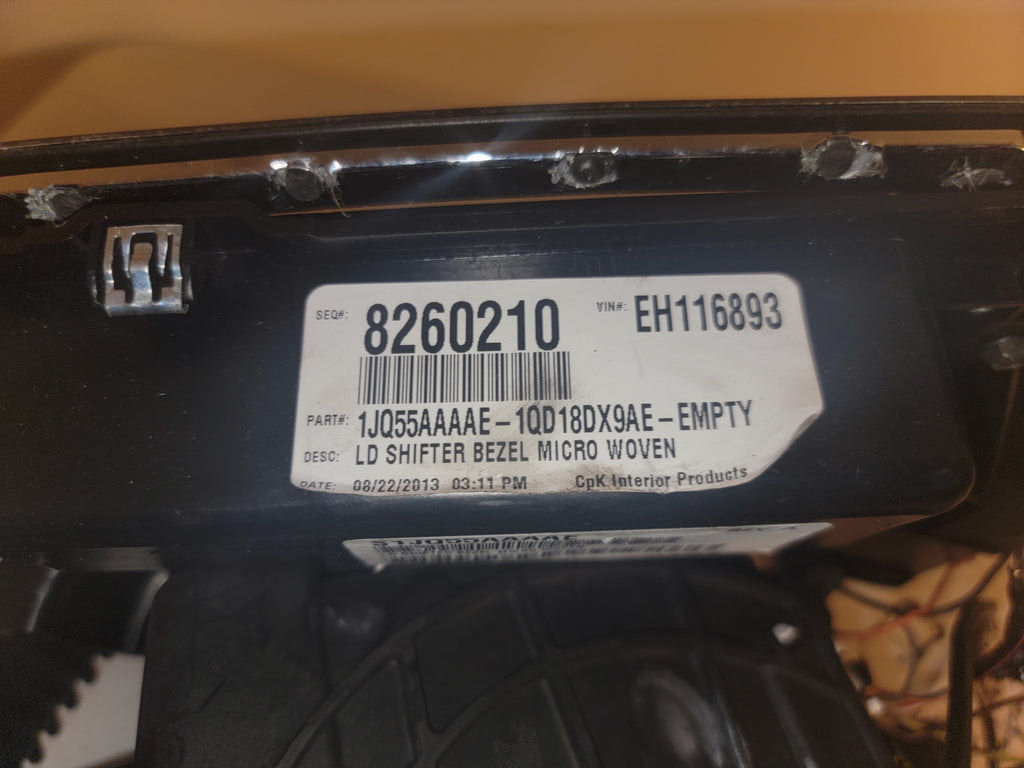 SEQ#: 8260210 VIN#: EH116893
PART#: 1JQ55AAAAE-1QD18DX9AE-EMPTY
DESC: LD SHIFTER BEZEL MICRO WOVEN
DATE: 08/22/2013 03:11 PM CpK Interior Products
REV. A